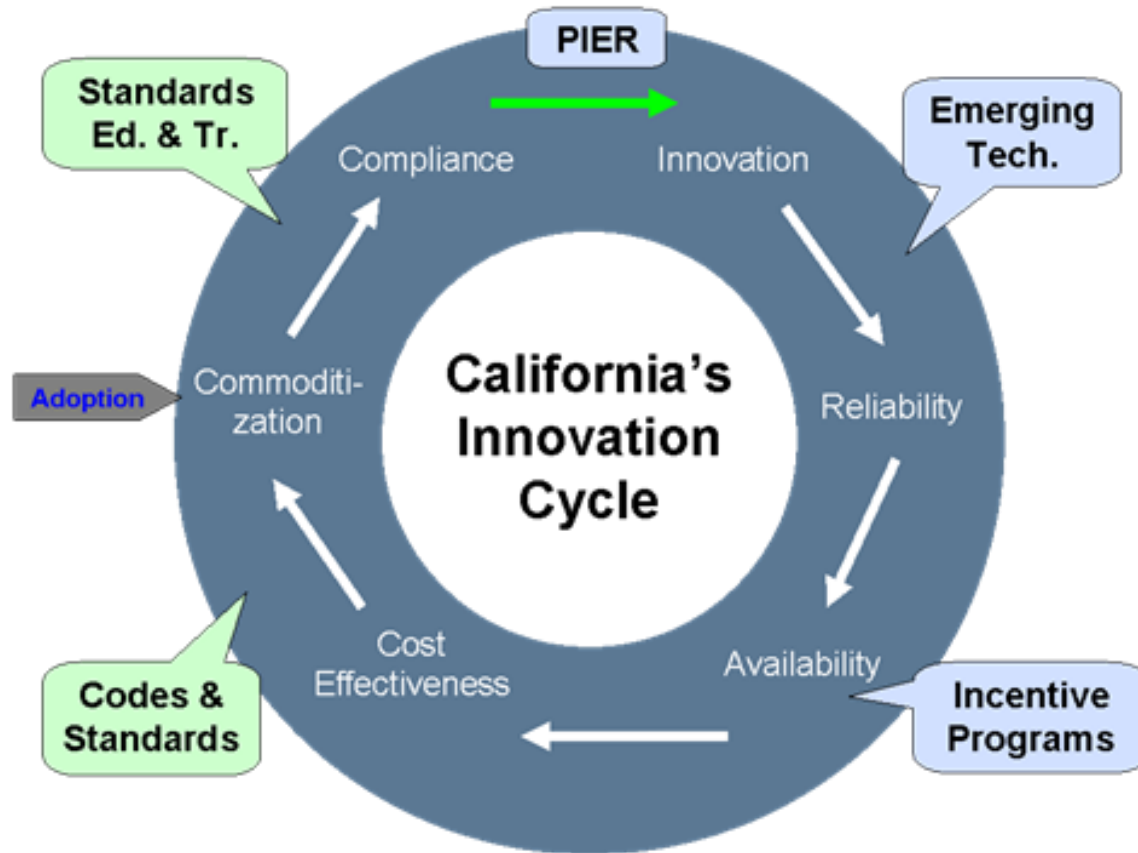 PIER
Standards
Ed. & Tr.
Emerging
Tech.
Compliance
Innovation
Adoption
Commoditi-
zation
California's
Innovation
Cycle
Reliability
Cost
Effectiveness
Availability
Codes &
Standards
Incentive
Programs